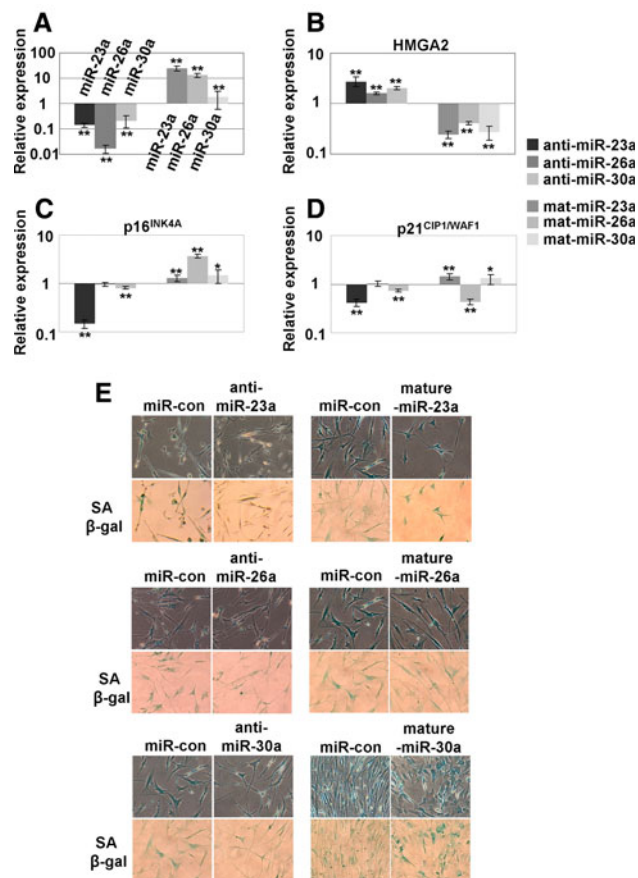 A
Relative expression
100
10
1
0.1
0.01
miR-23a
miR-26a
miR-30a
** ** **
** ** **
miR-23a
miR-26a
miR-30a
B
HMGA2
Relative expression
10
1
0.1
** ** **
** ** **
anti-miR-23a
anti-miR-26a
anti-miR-30a
mat-miR-23a
mat-miR-26a
mat-miR-30a
C
p16INK4A
Relative expression
10
1
0.1
** ** *
** **
D
p21CIP1/WAF1
Relative expression
10
1
0.1
** *
** ** **
E
miR-con
anti-
miR-23a
miR-con
mature
-miR-23a
SA
β-gal
miR-con
anti-
miR-26a
miR-con
mature
-miR-26a
SA
β-gal
miR-con
anti-
miR-30a
miR-con
mature
-miR-30a
SA
β-gal